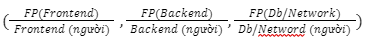 (FP(Frontend)/Frontend (người) , FP(Backend)/Backend (người) , FP(Db/Network)/Db/Netword (người))